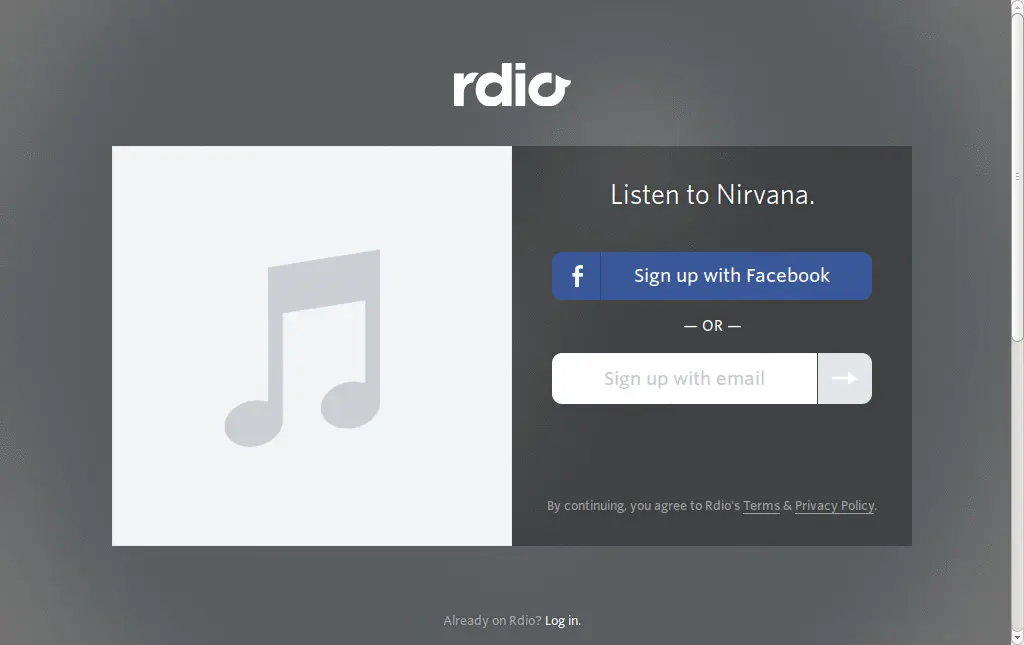 rdio
Listen to Nirvana.
f Sign up with Facebook
— OR —
Sign up with email
By continuing, you agree to Rdio's Terms & Privacy Policy.
Already on Rdio? Log in.